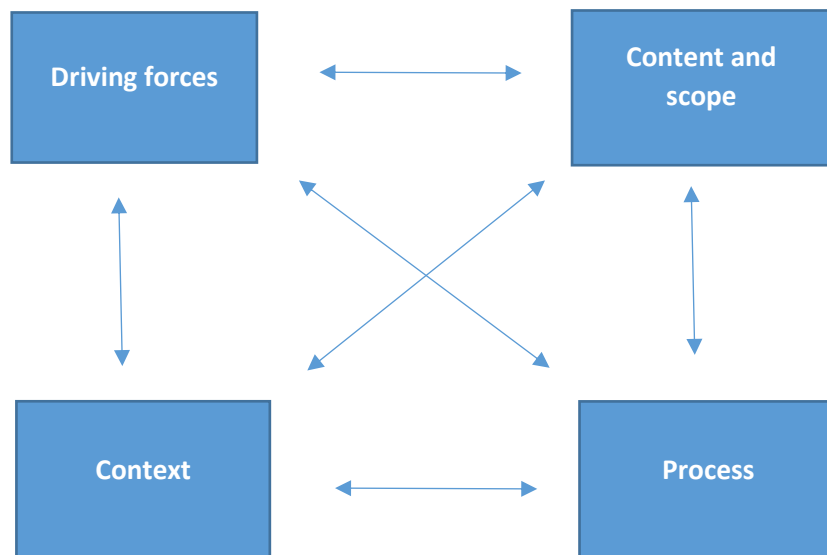 Driving forces
Content and
scope
Context
Process